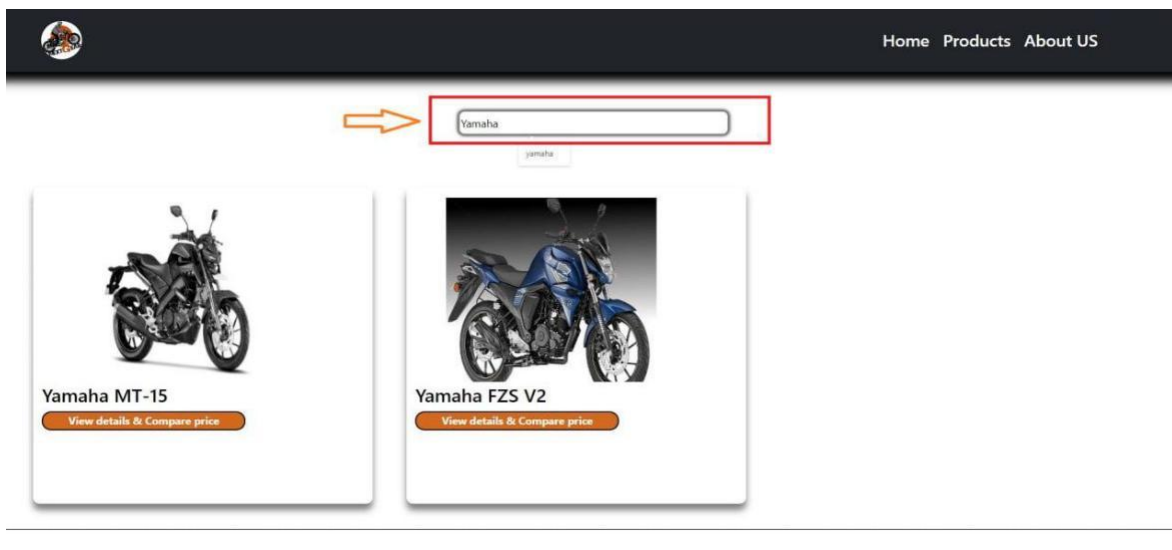 Home Products About US
Yamaha
yamaha
Yamaha MT-15
View details & Compare price
Yamaha FZS V2
View details & Compare price